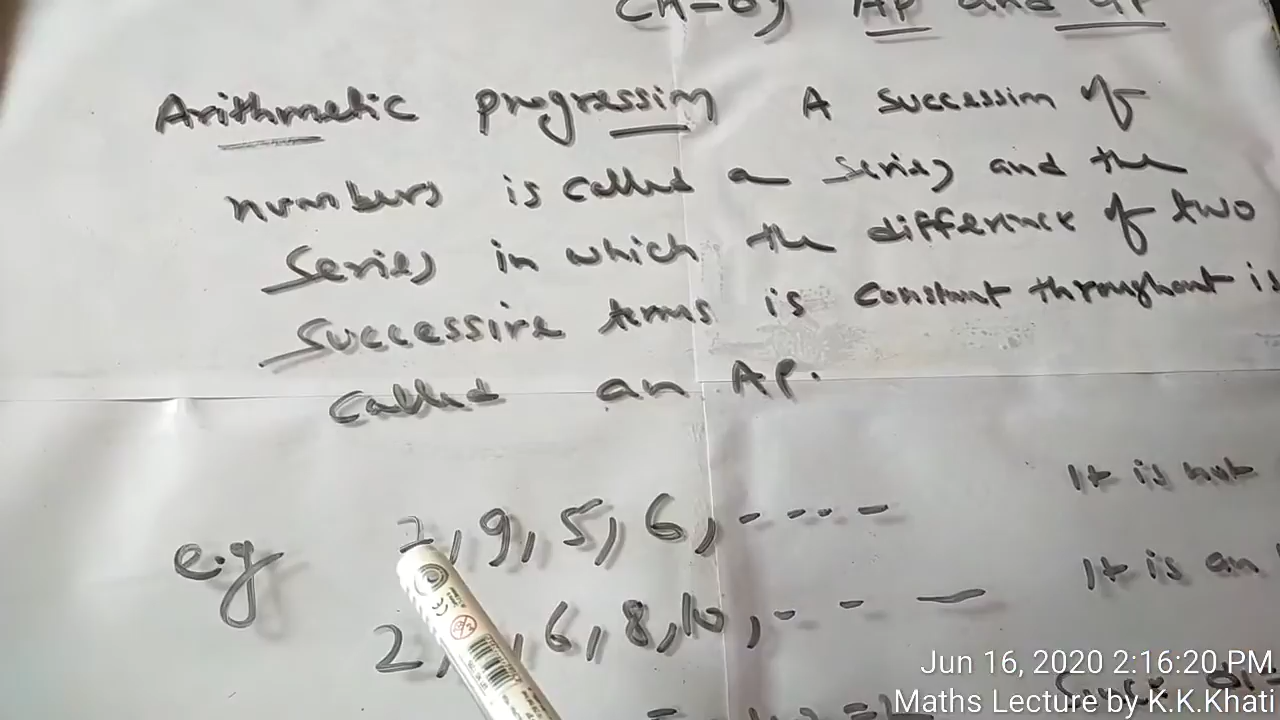 AP and GP
Arithmetic progression A succession of
numbers is called a series and the
series in which the difference of two
successive terms is constant throughout is
called an AP.
e.g 2, 9, 5, 6, - - - -
It is not
2, , 6, 8, 10, - - -
It is an
Jun 16, 2020 2:16:20 PM
Maths Lecture by K.K.Khati